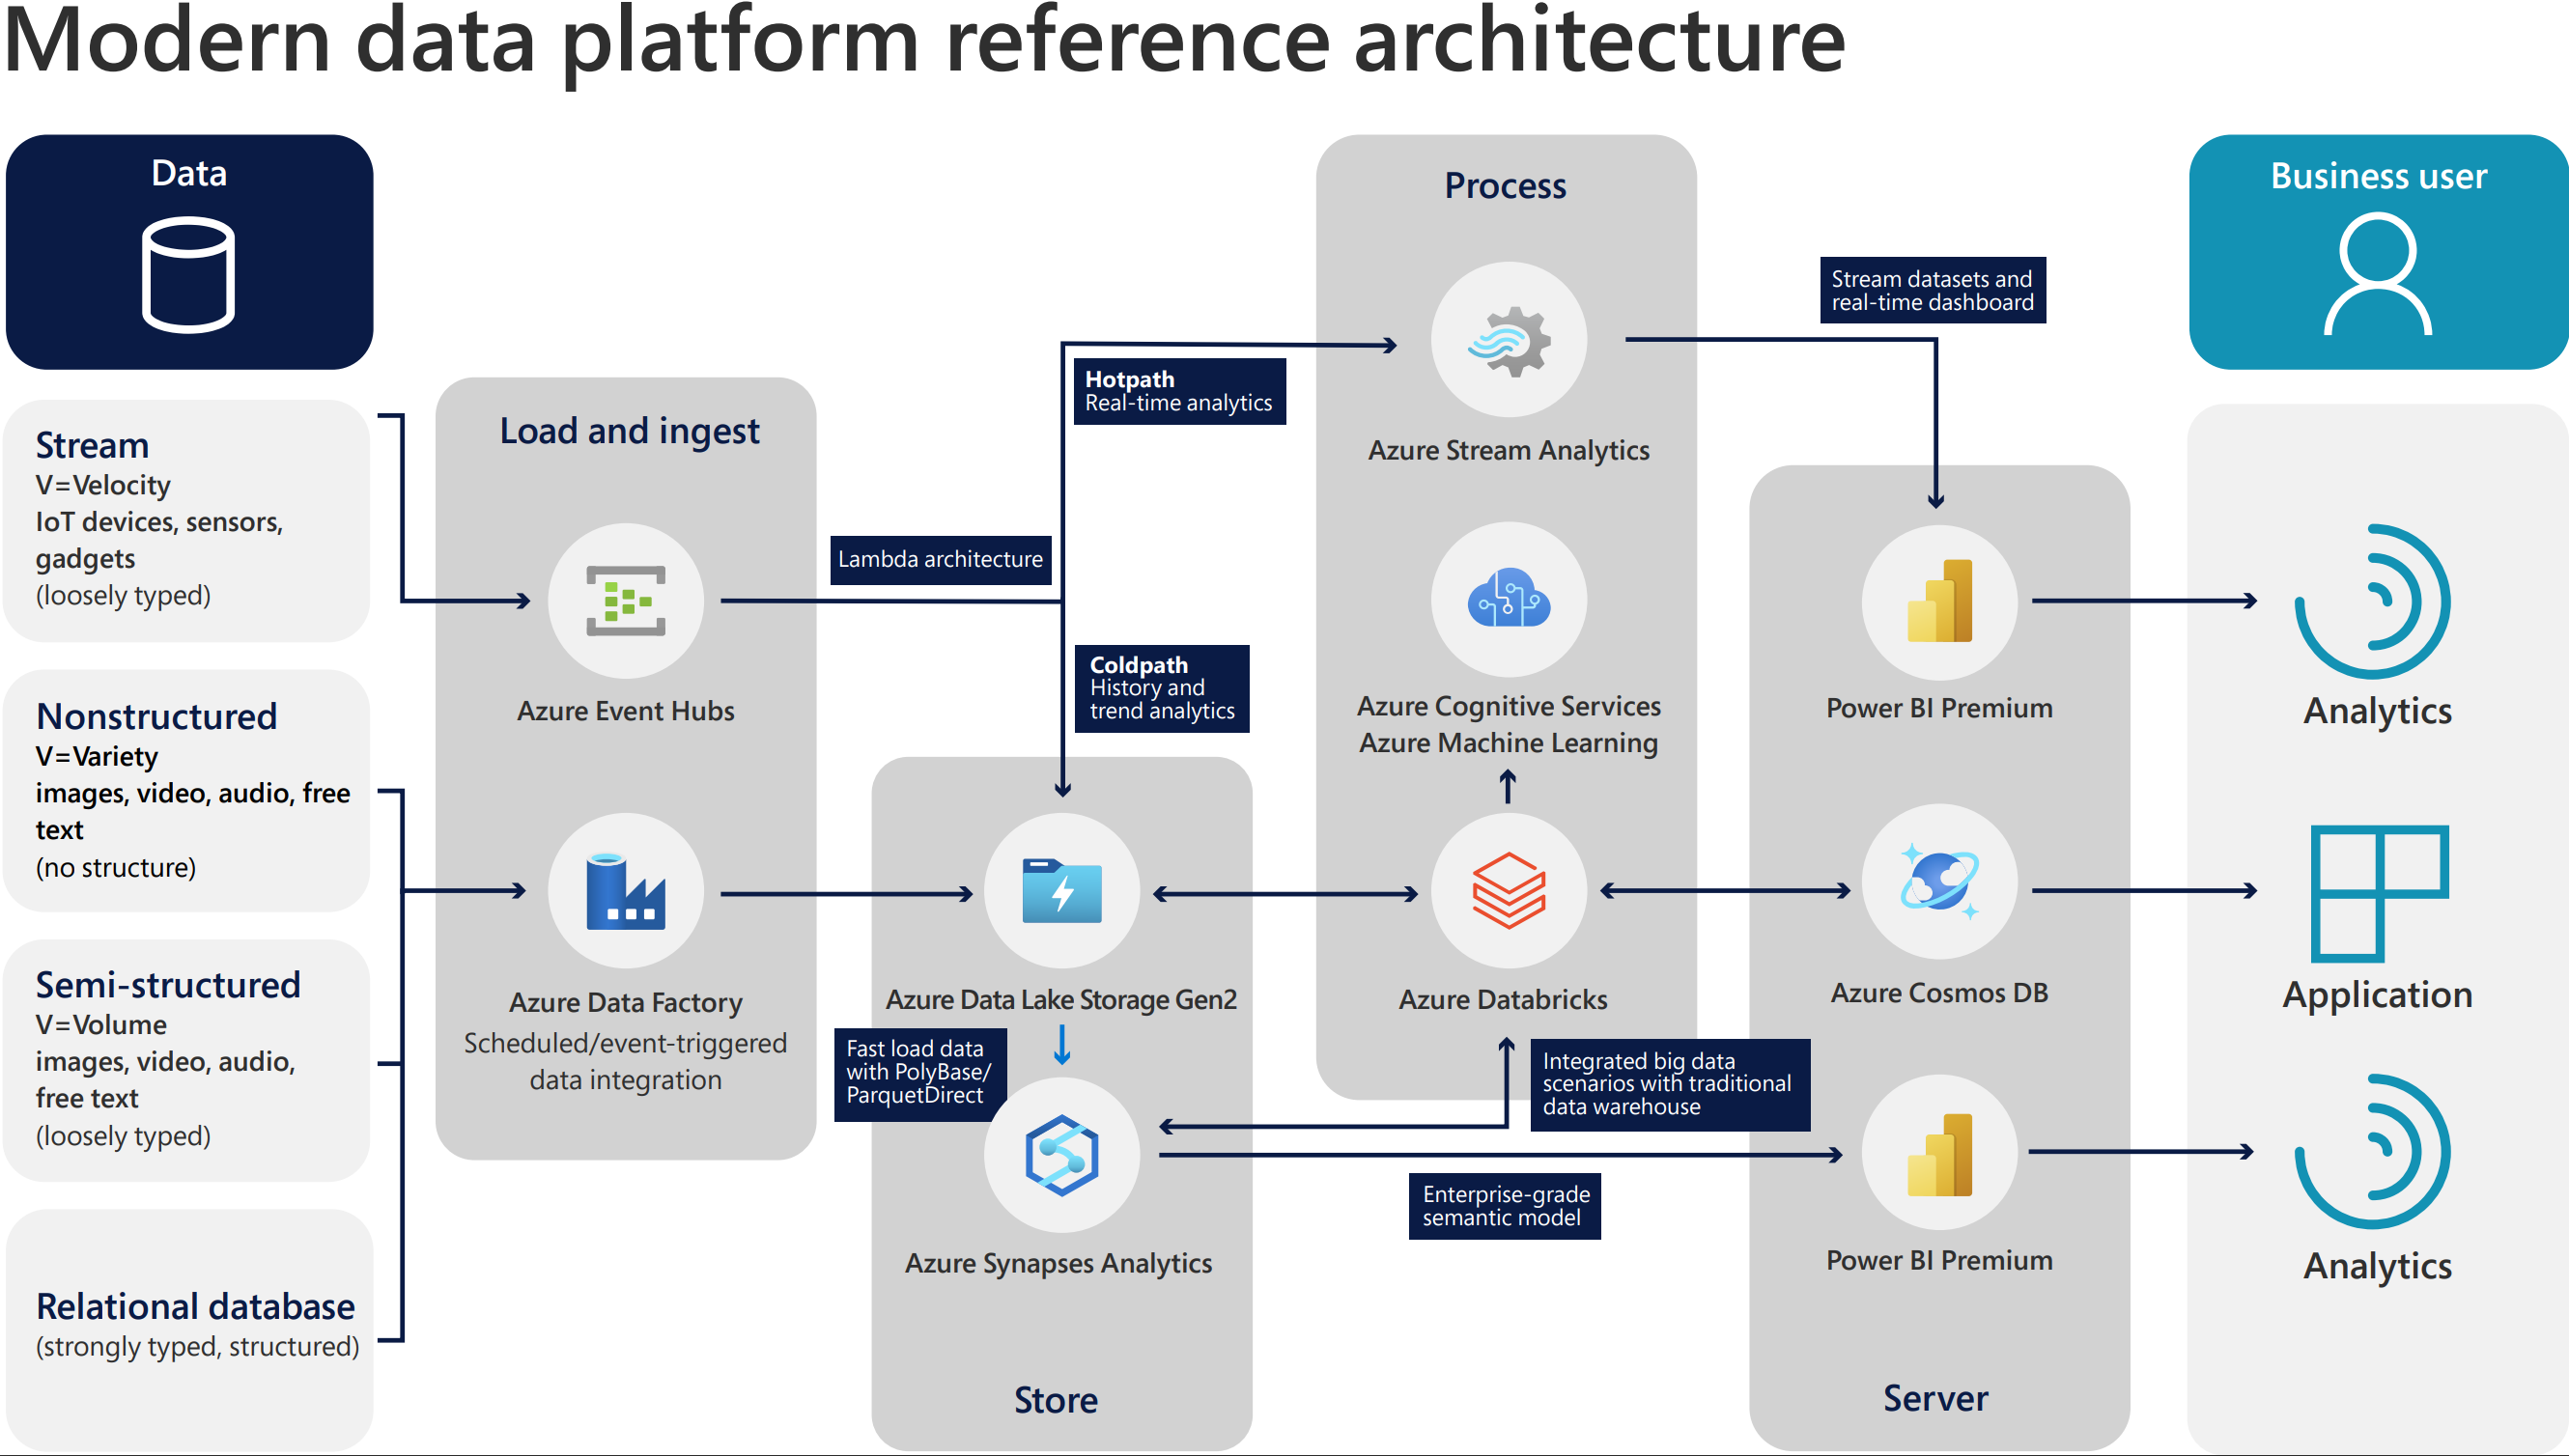 Modern data platform reference architecture
Data
Stream
V=Velocity
IoT devices, sensors,
gadgets
(loosely typed)
Nonstructured
V=Variety
images, video, audio, free
text
(no structure)
Semi-structured
V=Volume
images, video, audio,
free text
(loosely typed)
Relational database
(strongly typed, structured)
Load and ingest
Azure Event Hubs
Azure Data Factory
Scheduled/event-triggered
data integration
Lambda architecture
Hotpath
Real-time analytics
Coldpath
History and
trend analytics
Azure Data Lake Storage Gen2
Fast load data
with PolyBase/
ParquetDirect
Azure Synapses Analytics
Store
Process
Azure Stream Analytics
Azure Cognitive Services
Azure Machine Learning
Azure Databricks
Integrated big data
scenarios with traditional
data warehouse
Enterprise-grade
semantic model
Stream datasets and
real-time dashboard
Power BI Premium
Azure Cosmos DB
Power BI Premium
Server
Business user
Analytics
Application
Analytics